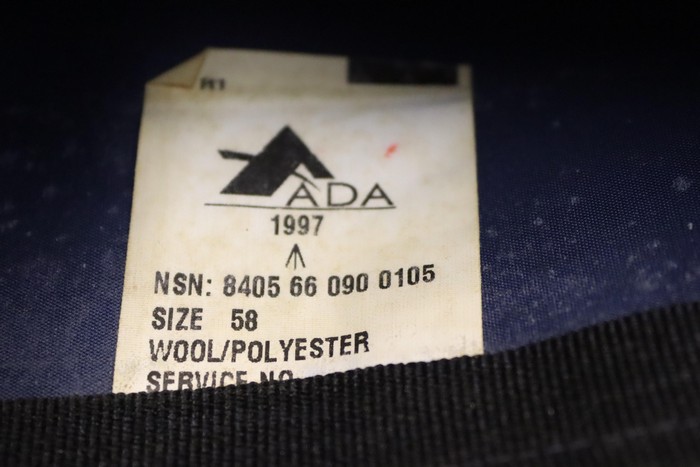 ADA
1997
NSN: 8405 66 090 0105
SIZE 58
WOOL/POLYESTER
SERVICE NO